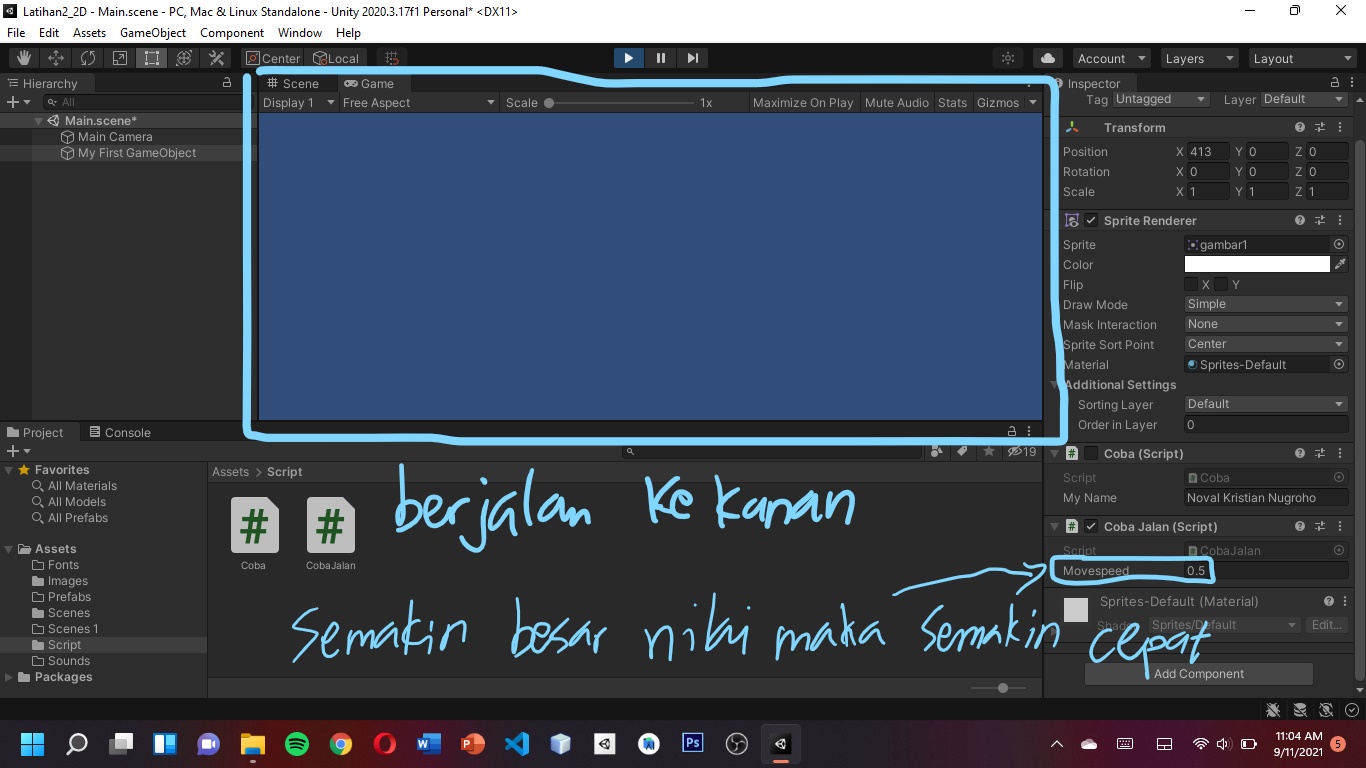 Latihan2_2D - Main.scene - PC, Mac & Linux Standalone - Unity 2020.3.17f1 Personal* <DX11>
File Edit Assets GameObject Component Window Help
Center Local Account Layers Layout
Hierarchy
All
Main.scene*
Main Camera
My First GameObject
Scene Game
Display 1 Free Aspect Scale 1x Maximize On Play Mute Audio Stats Gizmos
Inspector
Tag Untagged Layer Default
Transform
Position X 413 Y 0 Z 0
Rotation X 0 Y 0 Z 0
Scale X 1 Y 1 Z 1
Sprite Renderer
Sprite gambar1
Color
Flip X Y
Draw Mode Simple
Mask Interaction None
Sprite Sort Point Center
Material Sprites-Default
Additional Settings
Sorting Layer Default
Order in Layer 0
Coba (Script)
Script Coba
My Name Noval Kristian Nugroho
Coba Jalan (Script)
Script CobaJalan
Movespeed 0.5
Sprites-Default (Material)
Sprites/Default Edit...
Add Component
Project Console
19
Favorites
All Materials
All Models
All Prefabs
Assets
Fonts
Images
Prefabs
Scenes
Scenes 1
Script
Sounds
Packages
Assets > Script
# #
Coba CobaJalan
berjalan ke kanan
Semakin besar nilai maka semakin cepat
11:04 AM
9/11/2021
5